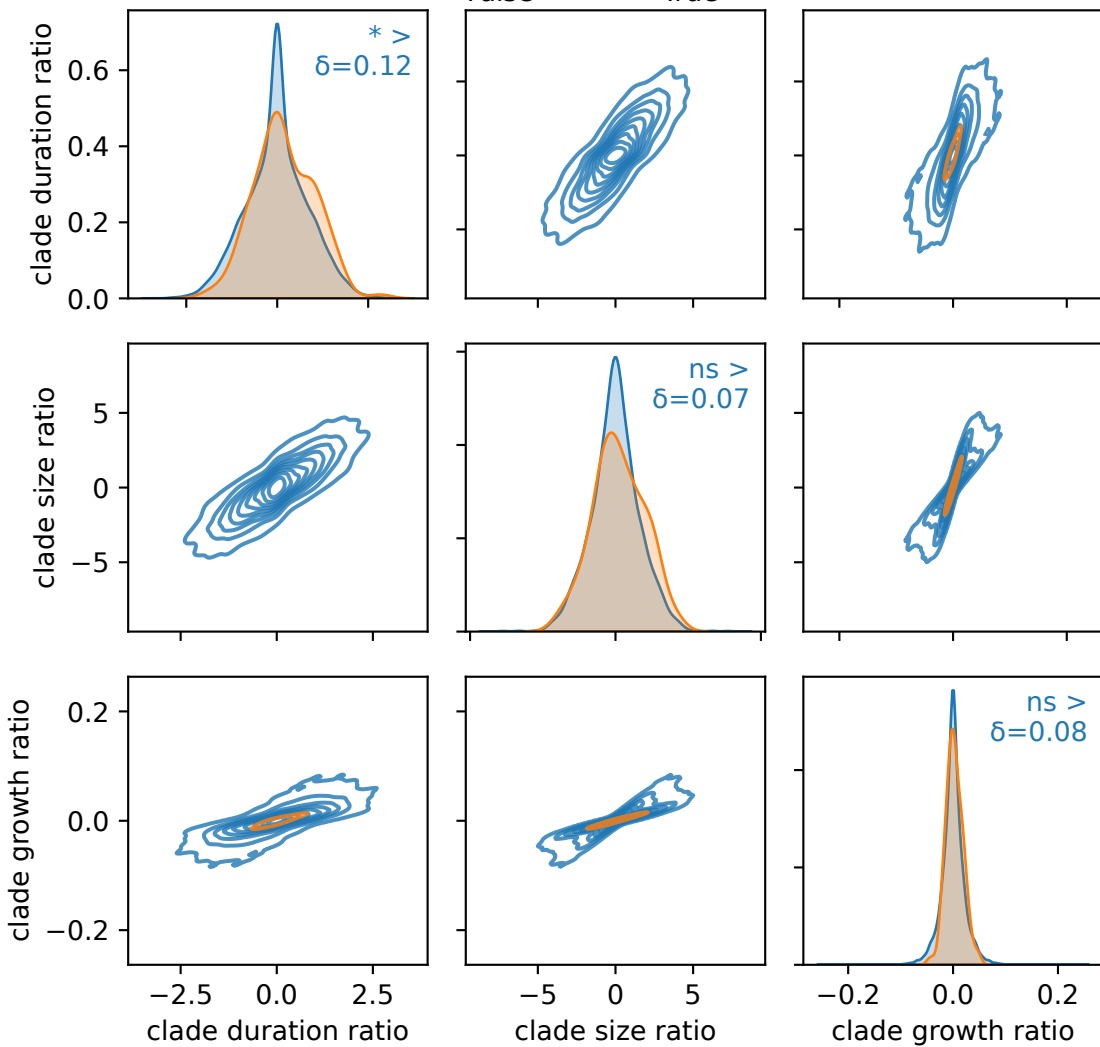 clade duration ratio
0.6
0.4
0.2
0.0
* >
δ=0.12
clade size ratio
5
0
−5
ns >
δ=0.07
clade growth ratio
0.2
0.0
−0.2
ns >
δ=0.08
−2.5 0.0 2.5
−5 0 5
−0.2 0.0 0.2
clade duration ratio
clade size ratio
clade growth ratio